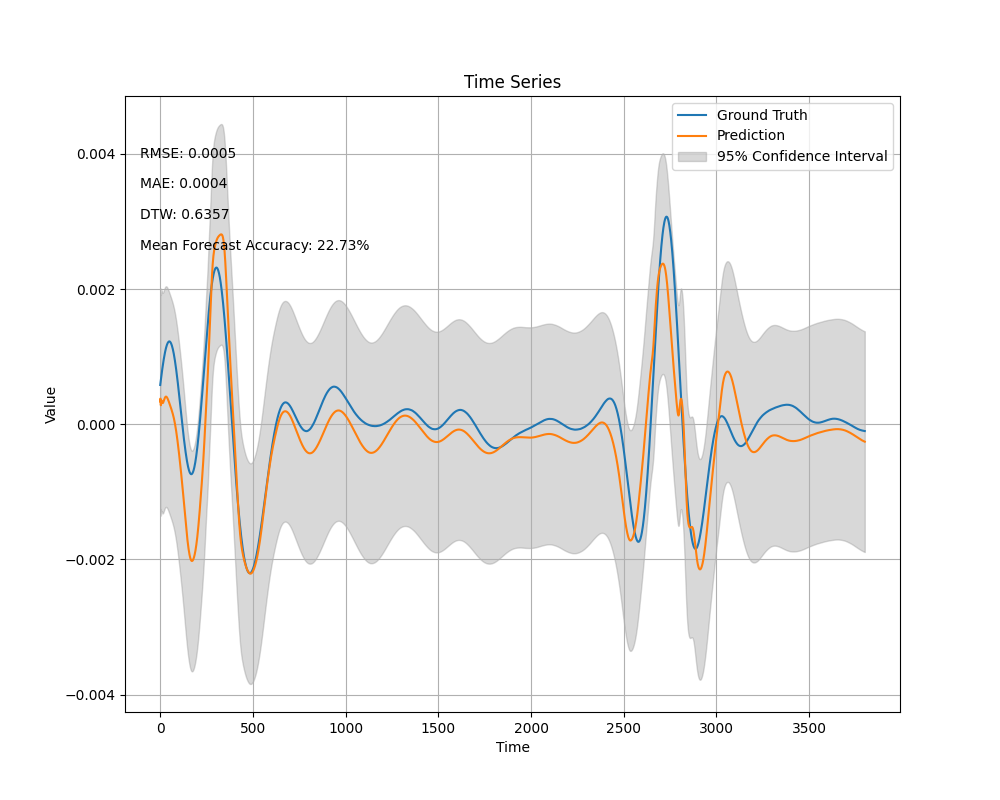 Time Series
Ground Truth
Prediction
95% Confidence Interval
RMSE: 0.0005
MAE: 0.0004
DTW: 0.6357
Mean Forecast Accuracy: 22.73%
Value
0.004
0.002
0.000
−0.002
−0.004
0 500 1000 1500 2000 2500 3000 3500
Time